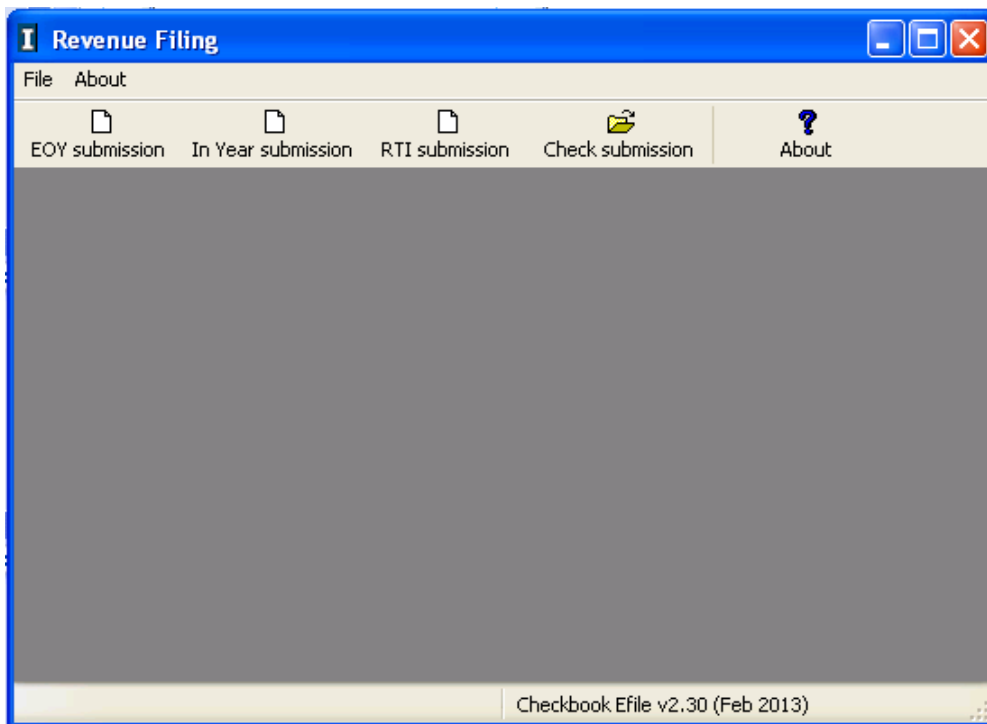 Revenue Filing
File About
EOY submission In Year submission RTI submission Check submission About
Checkbook Efile v2.30 (Feb 2013)